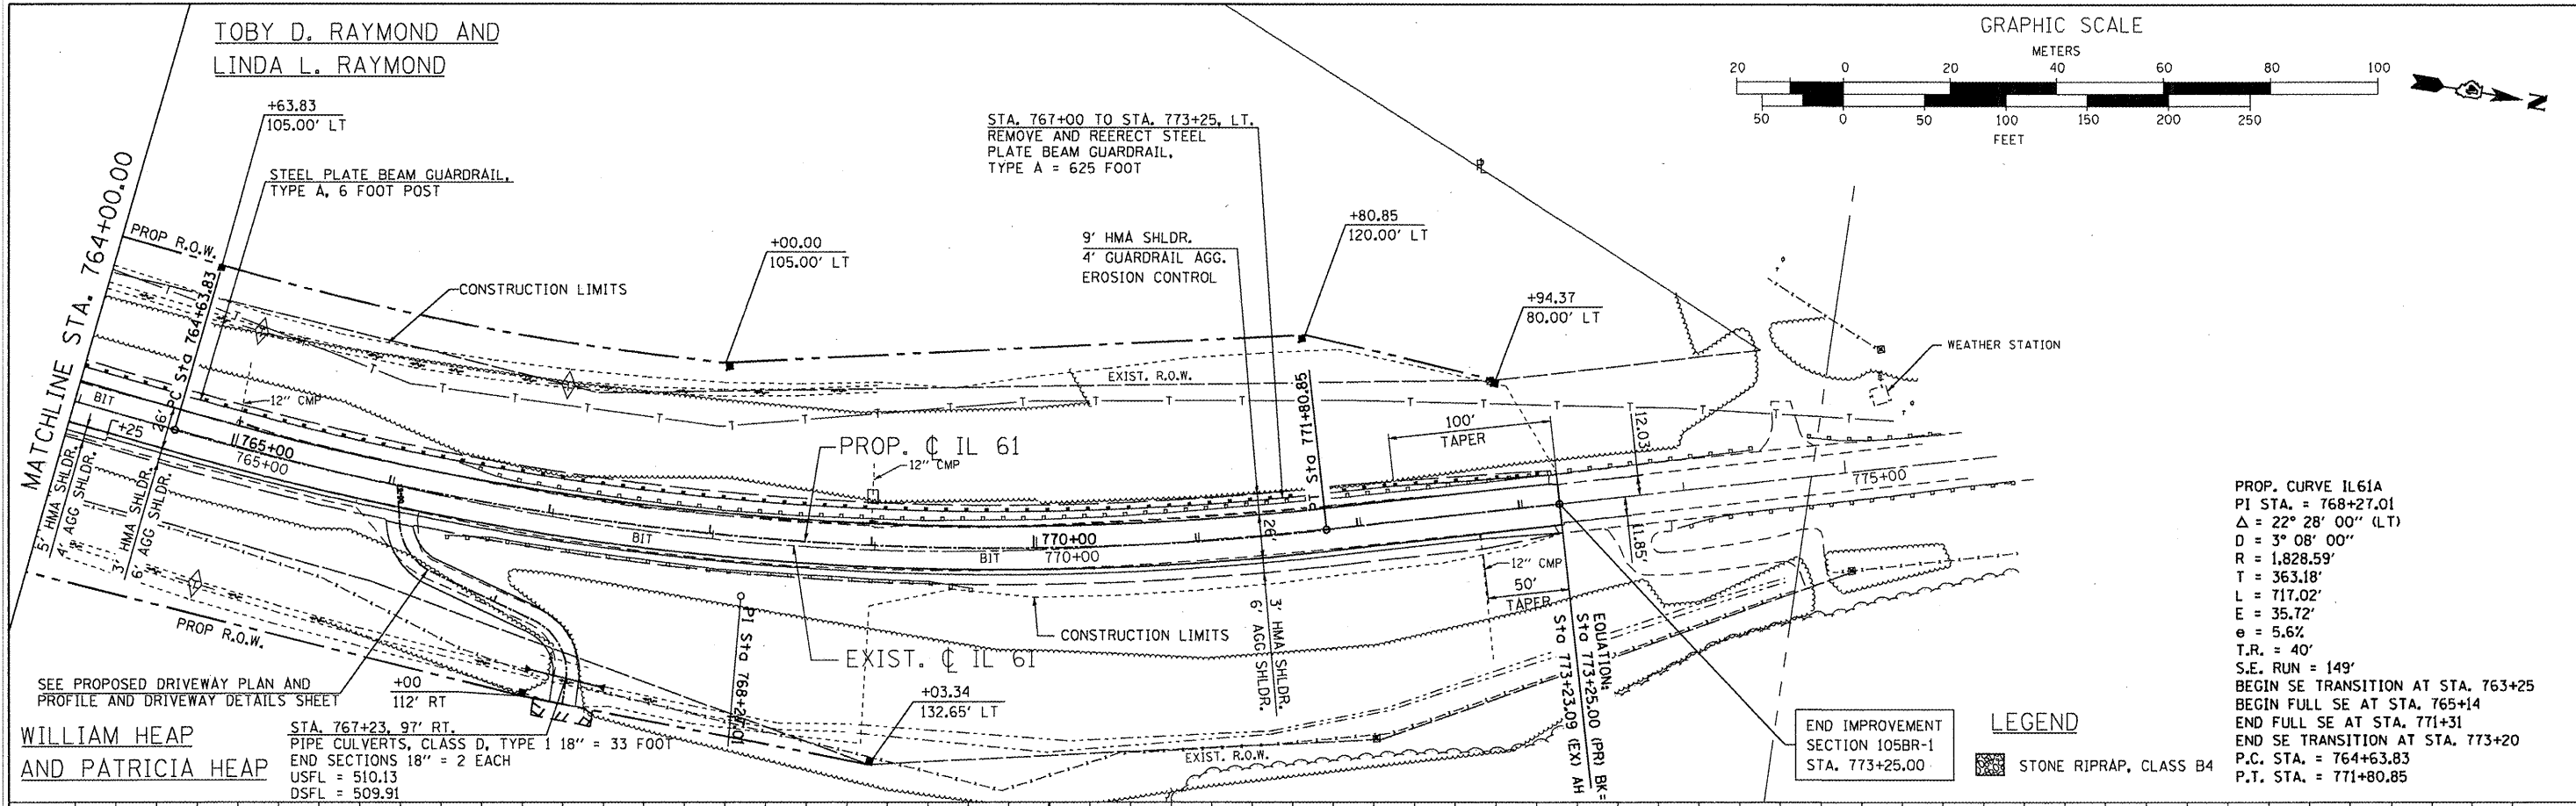 TOBY D. RAYMOND AND
LINDA L. RAYMOND
+63.83
105.00' LT
STEEL PLATE BEAM GUARDRAIL,
TYPE A, 6 FOOT POST
MATCHLINE STA. 764+00.00
PROP R.O.W.
PC Sta 764+63.83
CONSTRUCTION LIMITS
+00.00
105.00' LT
STA. 767+00 TO STA. 773+25, LT.
REMOVE AND REERECT STEEL
PLATE BEAM GUARDRAIL,
TYPE A = 625 FOOT
9' HMA SHLDR.
4' GUARDRAIL AGG.
EROSION CONTROL
+80.85
120.00' LT
+94.37
80.00' LT
GRAPHIC SCALE
METERS
20 0 20 40 60 80 100
50 0 50 100 150 200 250
FEET
N
P
L
WEATHER STATION
EXIST. R.O.W.
T T T T T T T T T T T T T T T T T T
BIT
+25
26'
12" CMP
765+00
765+00
5' HMA SHLDR.
4' AGG SHLDR.
3' HMA SHLDR.
6' AGG SHLDR.
PROP. ℄ IL 61
12" CMP
BIT
BIT
770+00
770+00
26'
PT Sta 771+80.85
100'
TAPER
12.03'
775+00
11.85'
12" CMP
50'
TAPER
3' HMA SHLDR.
6' AGG SHLDR.
EQUATION:
Sta 773+25.00 (PR) BK=
Sta 773+23.09 (EX) AH
CONSTRUCTION LIMITS
EXIST. ℄ IL 61
PI Sta 768+27.01
PROP R.O.W.
SEE PROPOSED DRIVEWAY PLAN AND
PROFILE AND DRIVEWAY DETAILS SHEET
+00
112' RT
+03.34
132.65' LT
WILLIAM HEAP
AND PATRICIA HEAP
STA. 767+23, 97' RT.
PIPE CULVERTS, CLASS D, TYPE 1 18" = 33 FOOT
END SECTIONS 18" = 2 EACH
USFL = 510.13
DSFL = 509.91
EXIST. R.O.W.
END IMPROVEMENT
SECTION 105BR-1
STA. 773+25.00
LEGEND
STONE RIPRAP, CLASS B4
PROP. CURVE IL61A
PI STA. = 768+27.01
Δ = 22° 28' 00" (LT)
D = 3° 08' 00"
R = 1,828.59'
T = 363.18'
L = 717.02'
E = 35.72'
e = 5.6%
T.R. = 40'
S.E. RUN = 149'
BEGIN SE TRANSITION AT STA. 763+25
BEGIN FULL SE AT STA. 765+14
END FULL SE AT STA. 771+31
END SE TRANSITION AT STA. 773+20
P.C. STA. = 764+63.83
P.T. STA. = 771+80.85